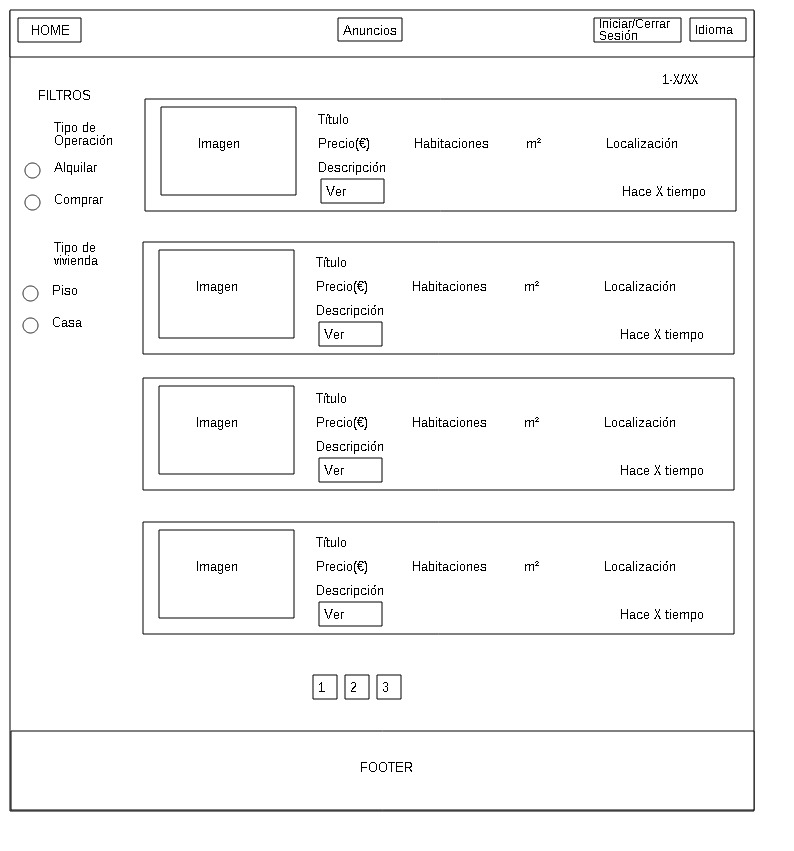 HOME
Anuncios
Iniciar/Cerrar
Sesión
Idioma
1-X/XX
FILTROS
Tipo de
Operación
Alquilar
Comprar
Tipo de
vivienda
Piso
Casa
Imagen
Título
Precio(€) Habitaciones m² Localización
Descripción
Ver
Hace X tiempo
Imagen
Título
Precio(€) Habitaciones m² Localización
Descripción
Ver
Hace X tiempo
Imagen
Título
Precio(€) Habitaciones m² Localización
Descripción
Ver
Hace X tiempo
Imagen
Título
Precio(€) Habitaciones m² Localización
Descripción
Ver
Hace X tiempo
1 2 3
FOOTER